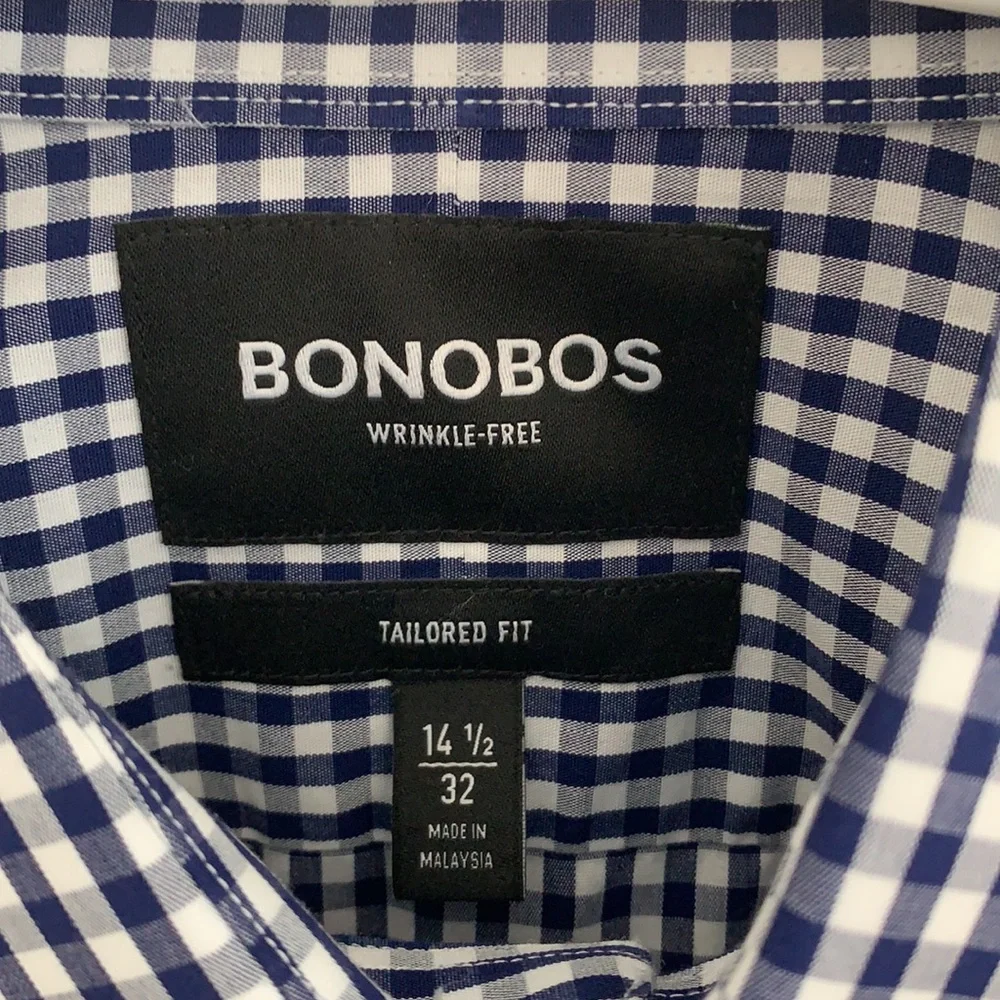 BONOBOS
WRINKLE-FREE
TAILORED FIT
14 1/2
32
MADE IN
MALAYSIA